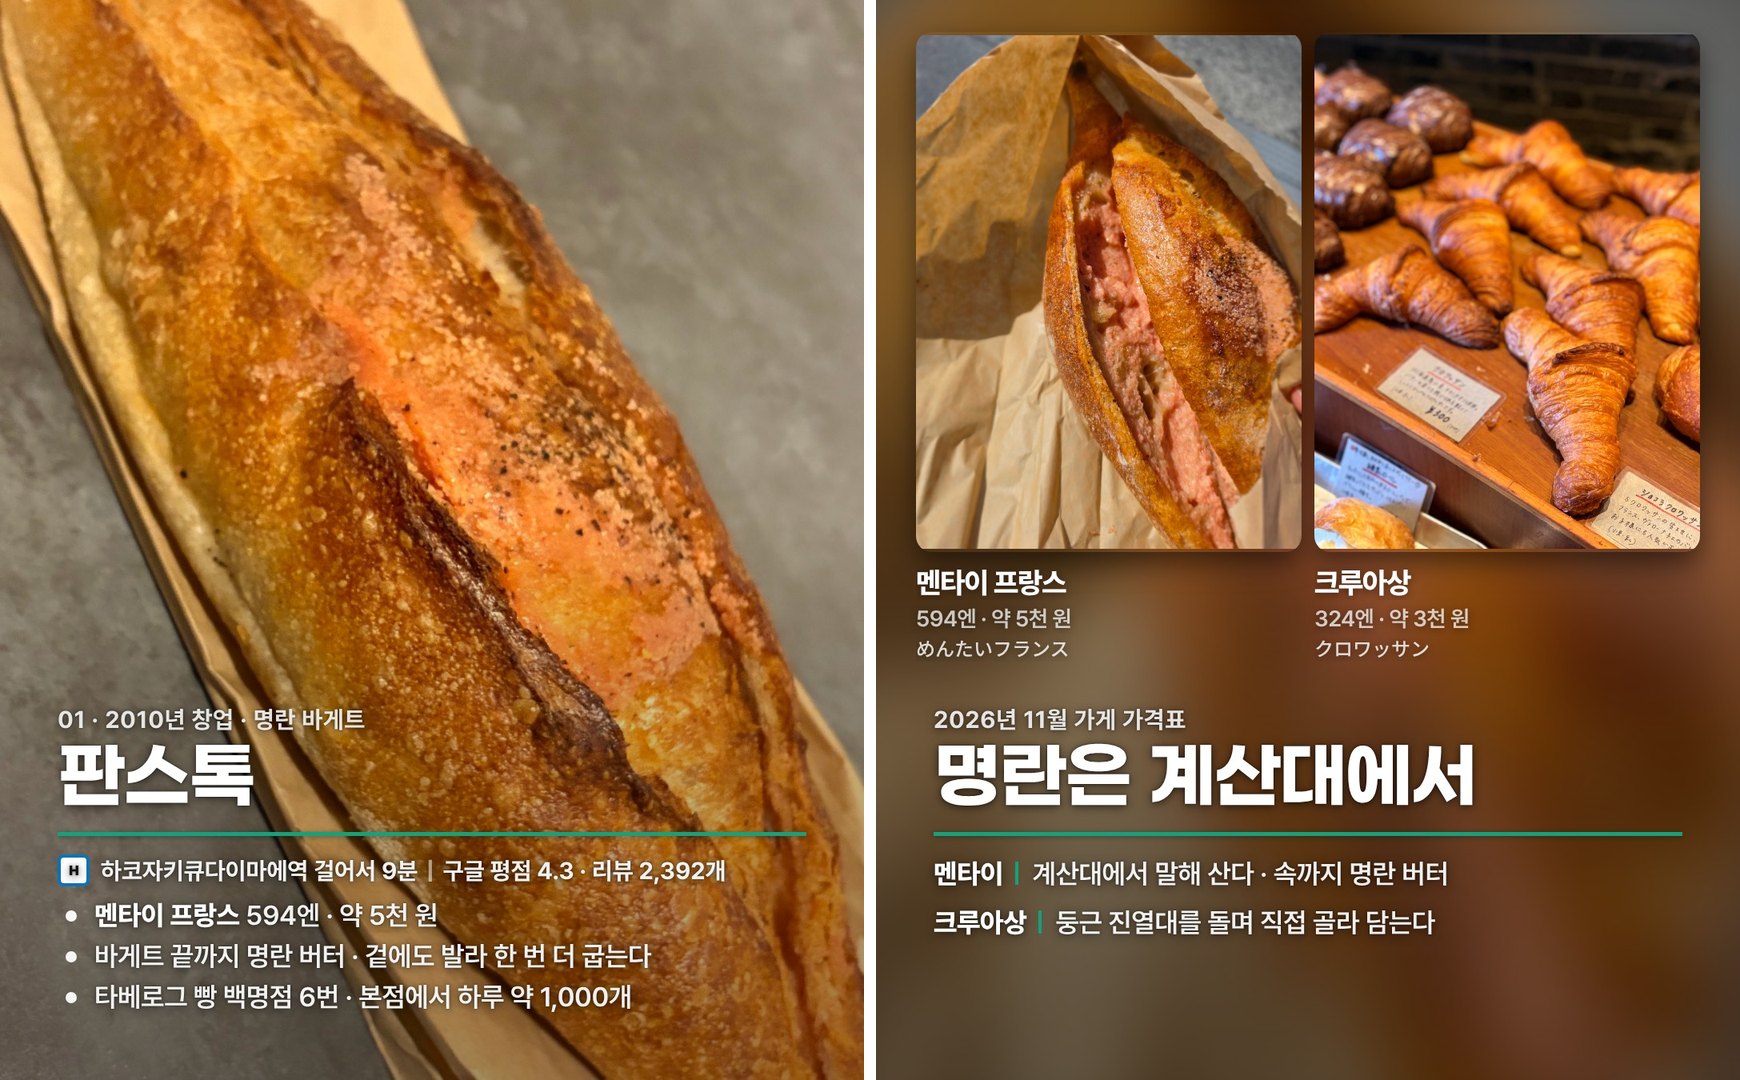 01 · 2010년 창업 · 명란 바게트
판스톡
H 하코자키큐다이마에역 걸어서 9분 | 구글 평점 4.3 · 리뷰 2,392개
• 멘타이 프랑스 594엔 · 약 5천 원
• 바게트 끝까지 명란 버터 · 겉에도 발라 한 번 더 굽는다
• 타베로그 빵 백명점 6번 · 본점에서 하루 약 1,000개
クロワッサン
¥300
멘타이 프랑스
594엔 · 약 5천 원
めんたいフランス
크루아상
324엔 · 약 3천 원
クロワッサン
2026년 11월 가게 가격표
명란은 계산대에서
멘타이 | 계산대에서 말해 산다 · 속까지 명란 버터
크루아상 | 둥근 진열대를 돌며 직접 골라 담는다